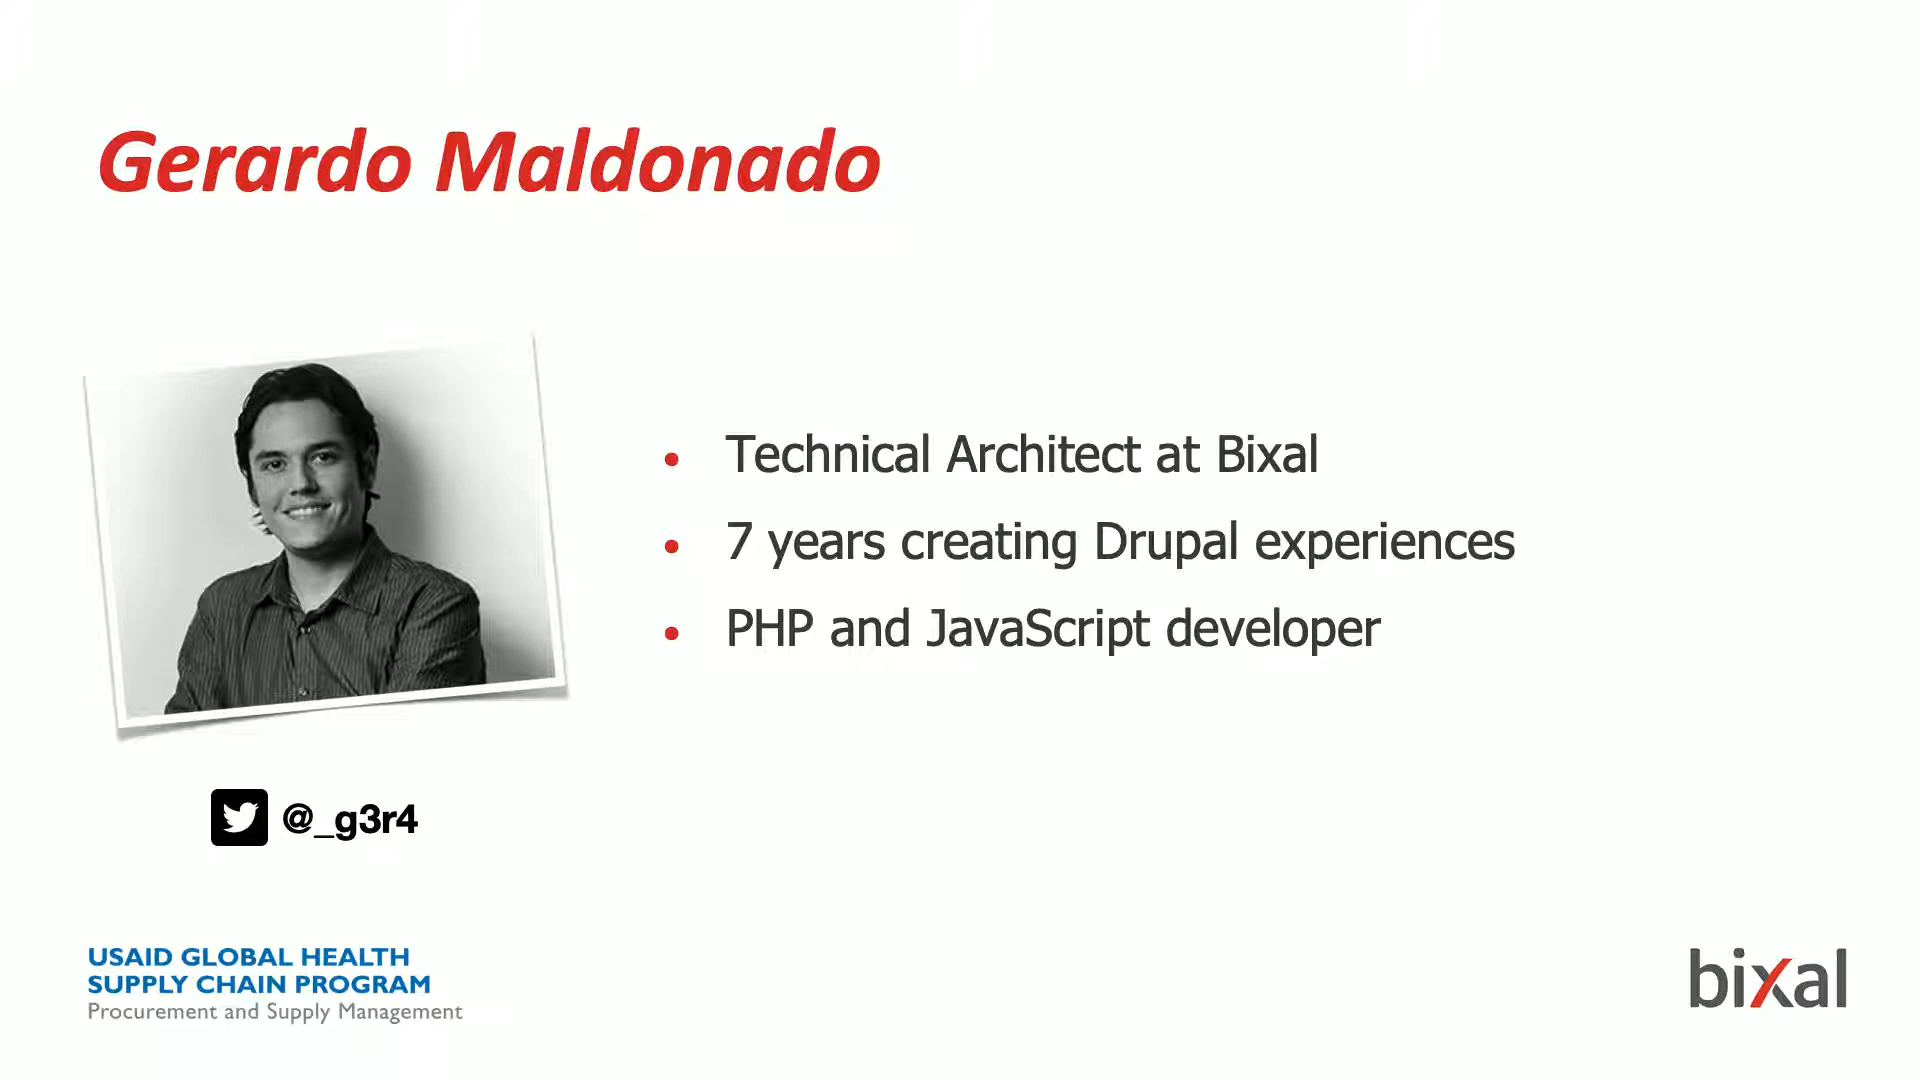 Gerardo Maldonado
• Technical Architect at Bixal
• 7 years creating Drupal experiences
• PHP and JavaScript developer
@_g3r4
USAID GLOBAL HEALTH
SUPPLY CHAIN PROGRAM
Procurement and Supply Management
bixal